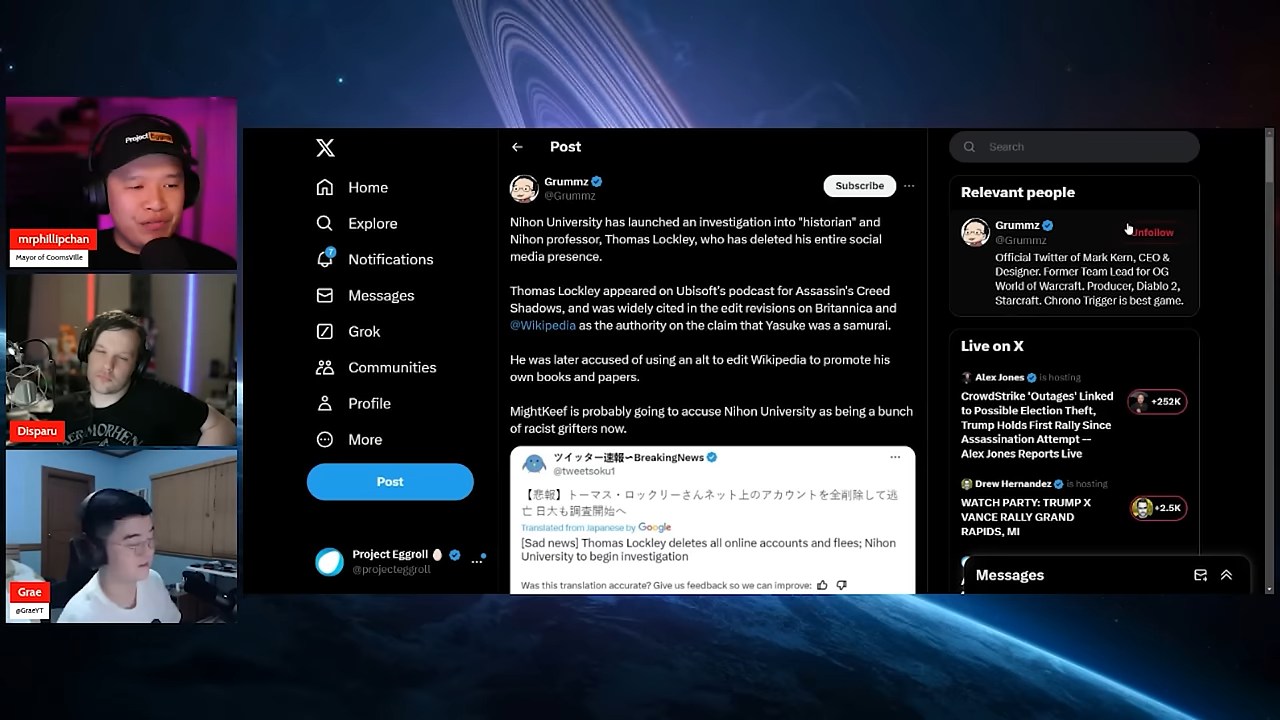 Project Eggroll
mrphillipchan
Mayor of CoomsVille
Disparu
Grae
@GraeYT
X
Home
Explore
7
Notifications
Messages
Grok
Communities
Profile
More
Post
Project Eggroll
@projecteggroll
Post
Grummz
@Grummz
Subscribe
Nihon University has launched an investigation into "historian" and
Nihon professor, Thomas Lockley, who has deleted his entire social
media presence.
Thomas Lockley appeared on Ubisoft's podcast for Assassin's Creed
Shadows, and was widely cited in the edit revisions on Britannica and
@Wikipedia as the authority on the claim that Yasuke was a samurai.
He was later accused of using an alt to edit Wikipedia to promote his
own books and papers.
MightKeef is probably going to accuse Nihon University as being a bunch
of racist grifters now.
ツイッター速報〜BreakingNews
@tweetsoku1
【悲報】トーマス・ロックリーさんネット上のアカウントを全削除して逃
亡 日大も調査開始へ
Translated from Japanese by Google
[Sad news] Thomas Lockley deletes all online accounts and flees; Nihon
University to begin investigation
Was this translation accurate? Give us feedback so we can improve:
Search
Relevant people
Grummz
@Grummz
Unfollow
Official Twitter of Mark Kern, CEO &
Designer. Former Team Lead for OG
World of Warcraft. Producer, Diablo 2,
Starcraft. Chrono Trigger is best game.
Live on X
Alex Jones is hosting
CrowdStrike 'Outages' Linked
to Possible Election Theft,
Trump Holds First Rally Since
Assassination Attempt —
Alex Jones Reports Live
+252K
Drew Hernandez is hosting
WATCH PARTY: TRUMP X
VANCE RALLY GRAND
RAPIDS, MI
+2.5K
Messages